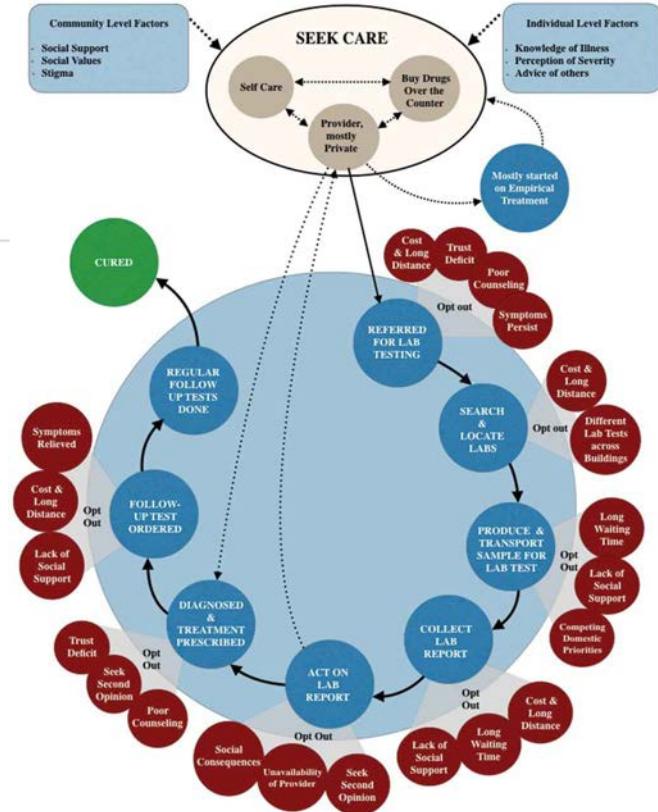 Community Level Factors
- Social Support
- Social Values
- Stigma
Individual Level Factors
- Knowledge of Illness
- Perception of Severity
- Advice of others
SEEK CARE
Self Care
Buy Drugs
Over the
Counter
Provider,
mostly
Private
Mostly started
on Empirical
Treatment
CURED
REFERRED
FOR LAB
TESTING
Opt out
Cost
& Long
Distance
Trust
Deficit
Poor
Counseling
Symptoms
Persist
SEARCH
&
LOCATE
LABS
Opt out
Cost &
Long
Distance
Different
Lab Tests
across
Buildings
PRODUCE &
TRANSPORT
SAMPLE FOR
LAB TEST
Opt
Out
Long
Waiting
Time
Lack of
Social
Support
Competing
Domestic
Priorities
COLLECT
LAB
REPORT
Opt
Out
Cost &
Long
Distance
Long
Waiting
Time
Lack of
Social
Support
ACT ON
LAB
REPORT
Opt Out
Social
Consequences
Unavailability
of Provider
Seek
Second
Opinion
DIAGNOSED
&
TREATMENT
PRESCRIBED
Opt
Out
Trust
Deficit
Seek
Second
Opinion
Poor
Counseling
FOLLOW-
UP TEST
ORDERED
Opt
Out
Symptoms
Relieved
Cost &
Long
Distance
Lack of
Social
Support
REGULAR
FOLLOW
UP TESTS
DONE